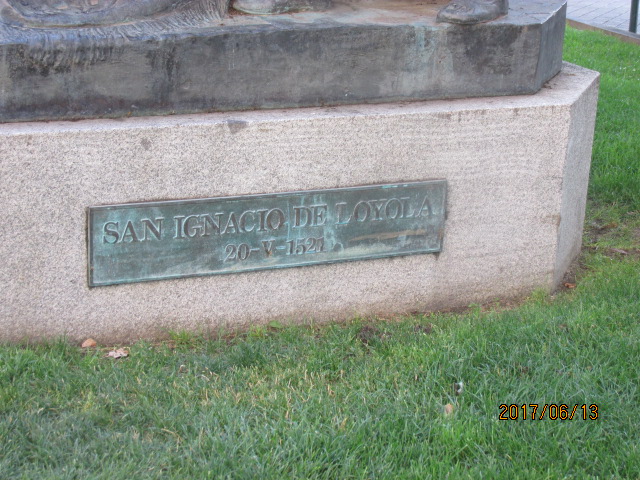 SAN IGNACIO DE LOYOLA
20-V-1521
2017/06/13